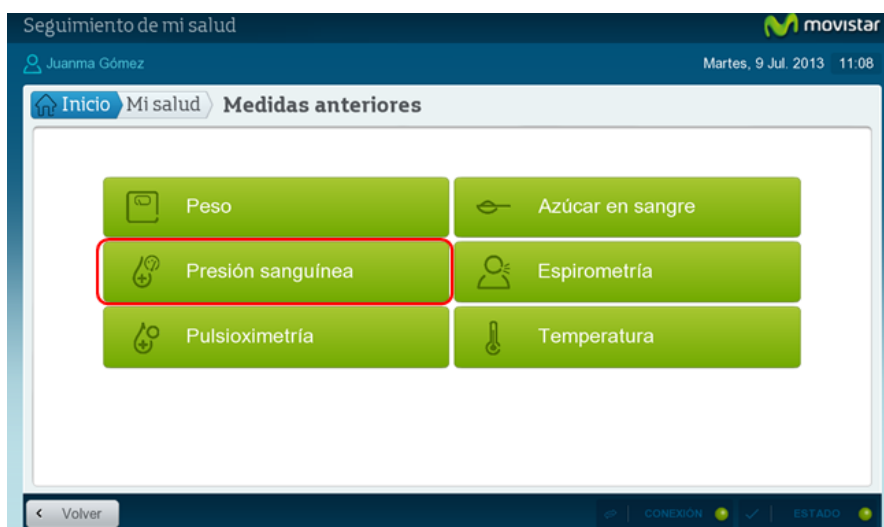 Seguimiento de mi salud
movistar
Juanma Gómez
Martes, 9 Jul. 2013 11:08
Inicio Mi salud Medidas anteriores
Peso
Azúcar en sangre
Presión sanguínea
Espirometría
Pulsioximetría
Temperatura
Volver
CONEXIÓN
ESTADO